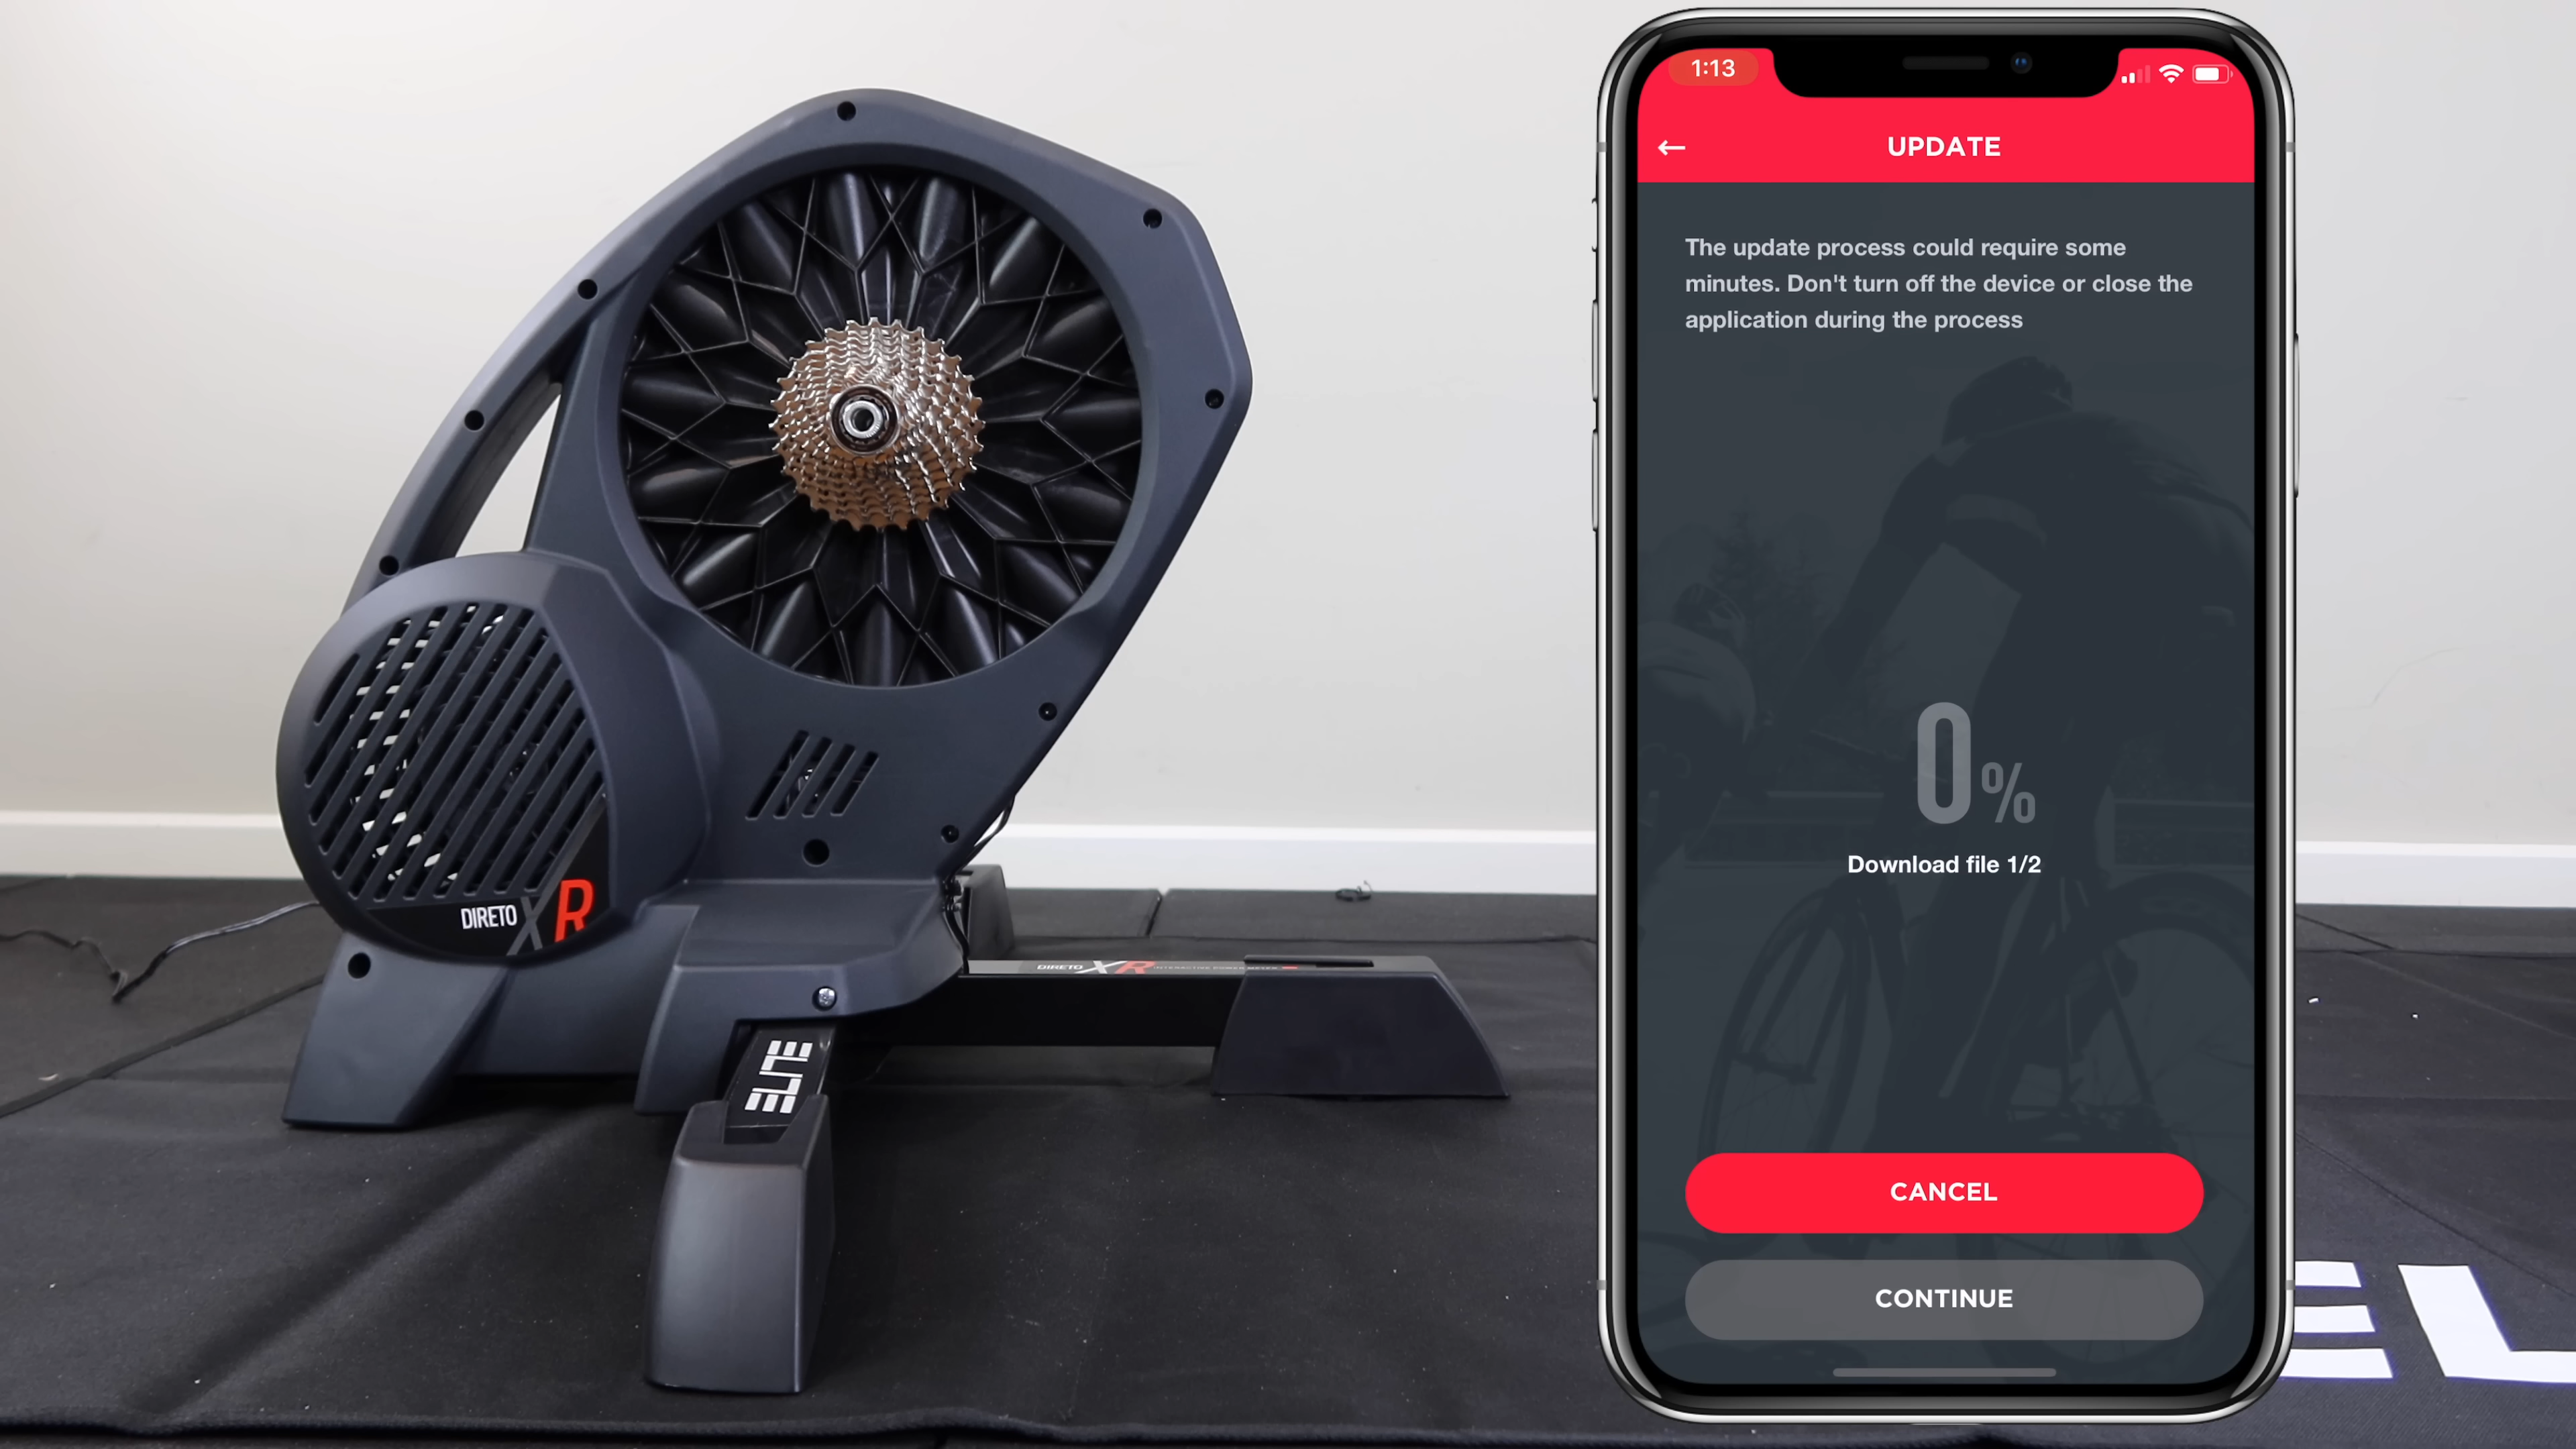 1:13
UPDATE
The update process could require some
minutes. Don't turn off the device or close the
application during the process
0%
Download file 1/2
CANCEL
CONTINUE
DIRETO XR
DIRETO XR
ELITE
EL